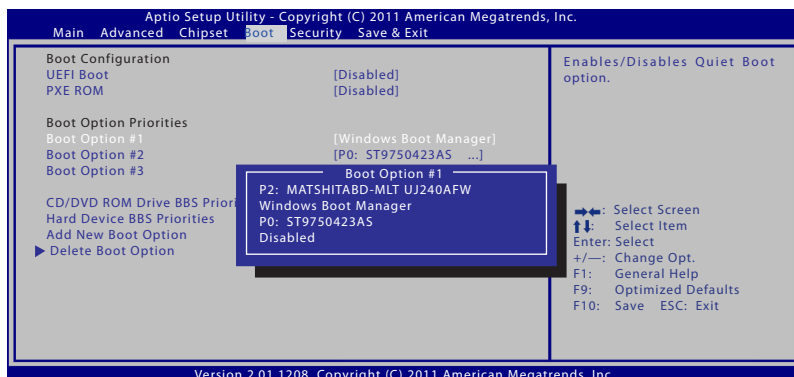 Aptio Setup Utility - Copyright (C) 2011 American Megatrends, Inc.
Main Advanced Chipset Boot Security Save & Exit
Boot Configuration
UEFI Boot [Disabled]
PXE ROM [Disabled]
Boot Option Priorities
Boot Option #1 [Windows Boot Manager]
Boot Option #2 [P0: ST9750423AS ...]
Boot Option #3
CD/DVD ROM Drive BBS Priori
Hard Device BBS Priorities
Add New Boot Option
Delete Boot Option
Boot Option #1
P2: MATSHITABD-MLT UJ240AFW
Windows Boot Manager
P0: ST9750423AS
Disabled
Enables/Disables Quiet Boot
option.
→←: Select Screen
↑↓: Select Item
Enter: Select
+/—: Change Opt.
F1: General Help
F9: Optimized Defaults
F10: Save ESC: Exit
Version 2.01.1208. Copyright (C) 2011 American Megatrends, Inc.